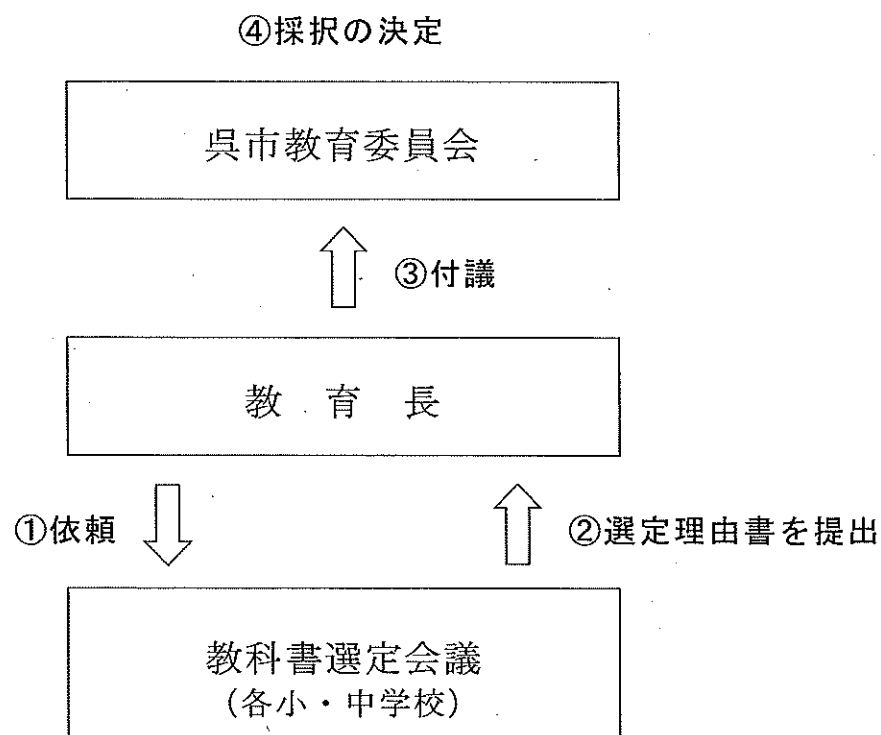 ④採択の決定
呉市教育委員会
③付議
教 育 長
①依頼
②選定理由書を提出
教科書選定会議
(各小・中学校)